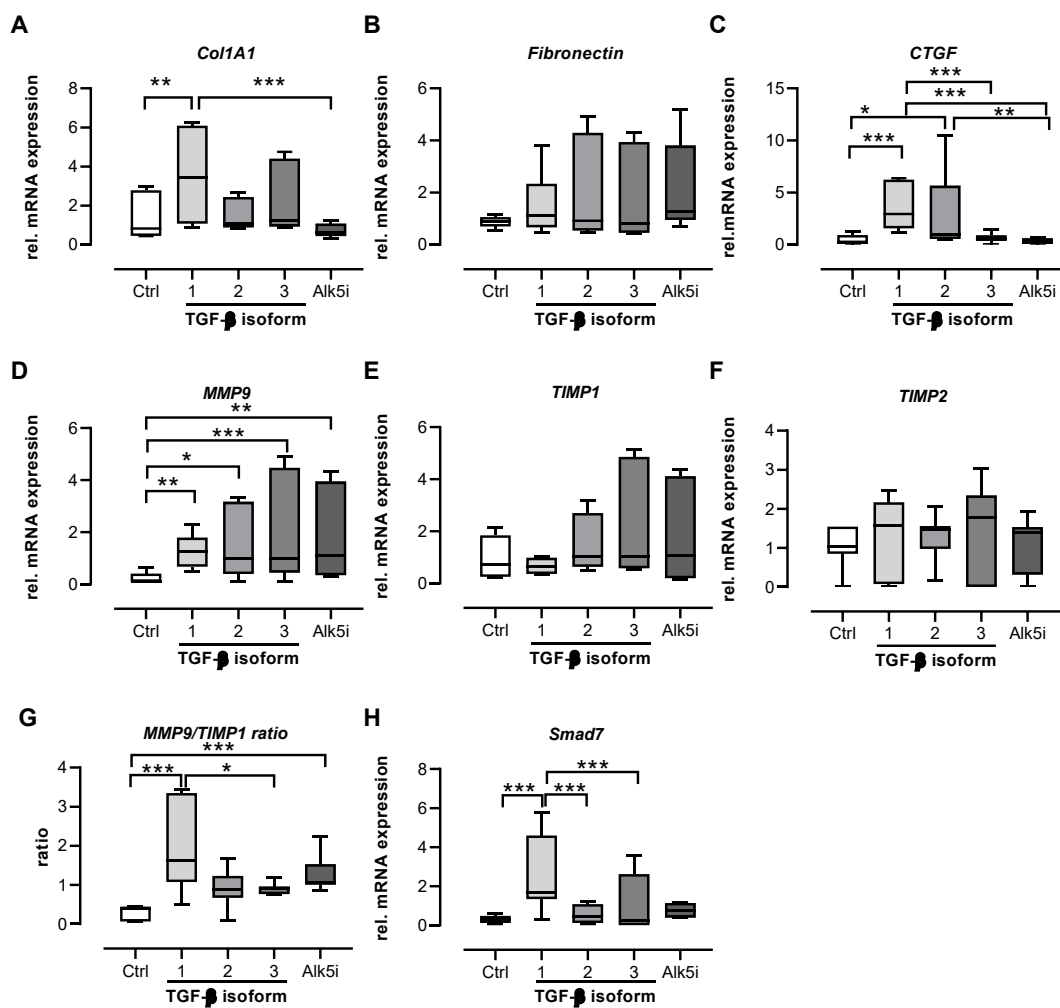 A
Col1A1
rel. mRNA expression
8
6
4
2
0
**
***
Ctrl 1 2 3 Alk5i
TGF-β isoform
B
Fibronectin
rel. mRNA expression
6
4
2
0
Ctrl 1 2 3 Alk5i
TGF-β isoform
C
CTGF
rel.mRNA expression
15
10
5
0
***
***
*
**
***
Ctrl 1 2 3 Alk5i
TGF-β isoform
D
MMP9
rel. mRNA expression
6
4
2
0
**
***
*
**
Ctrl 1 2 3 Alk5i
TGF-β isoform
E
TIMP1
rel. mRNA expression
6
4
2
0
Ctrl 1 2 3 Alk5i
TGF-β isoform
F
TIMP2
rel. mRNA expression
4
3
2
1
0
Ctrl 1 2 3 Alk5i
TGF-β isoform
G
MMP9/TIMP1 ratio
ratio
4
3
2
1
0
***
***
*
Ctrl 1 2 3 Alk5i
TGF-β isoform
H
Smad7
rel. mRNA expression
8
6
4
2
0
***
***
***
Ctrl 1 2 3 Alk5i
TGF-β isoform